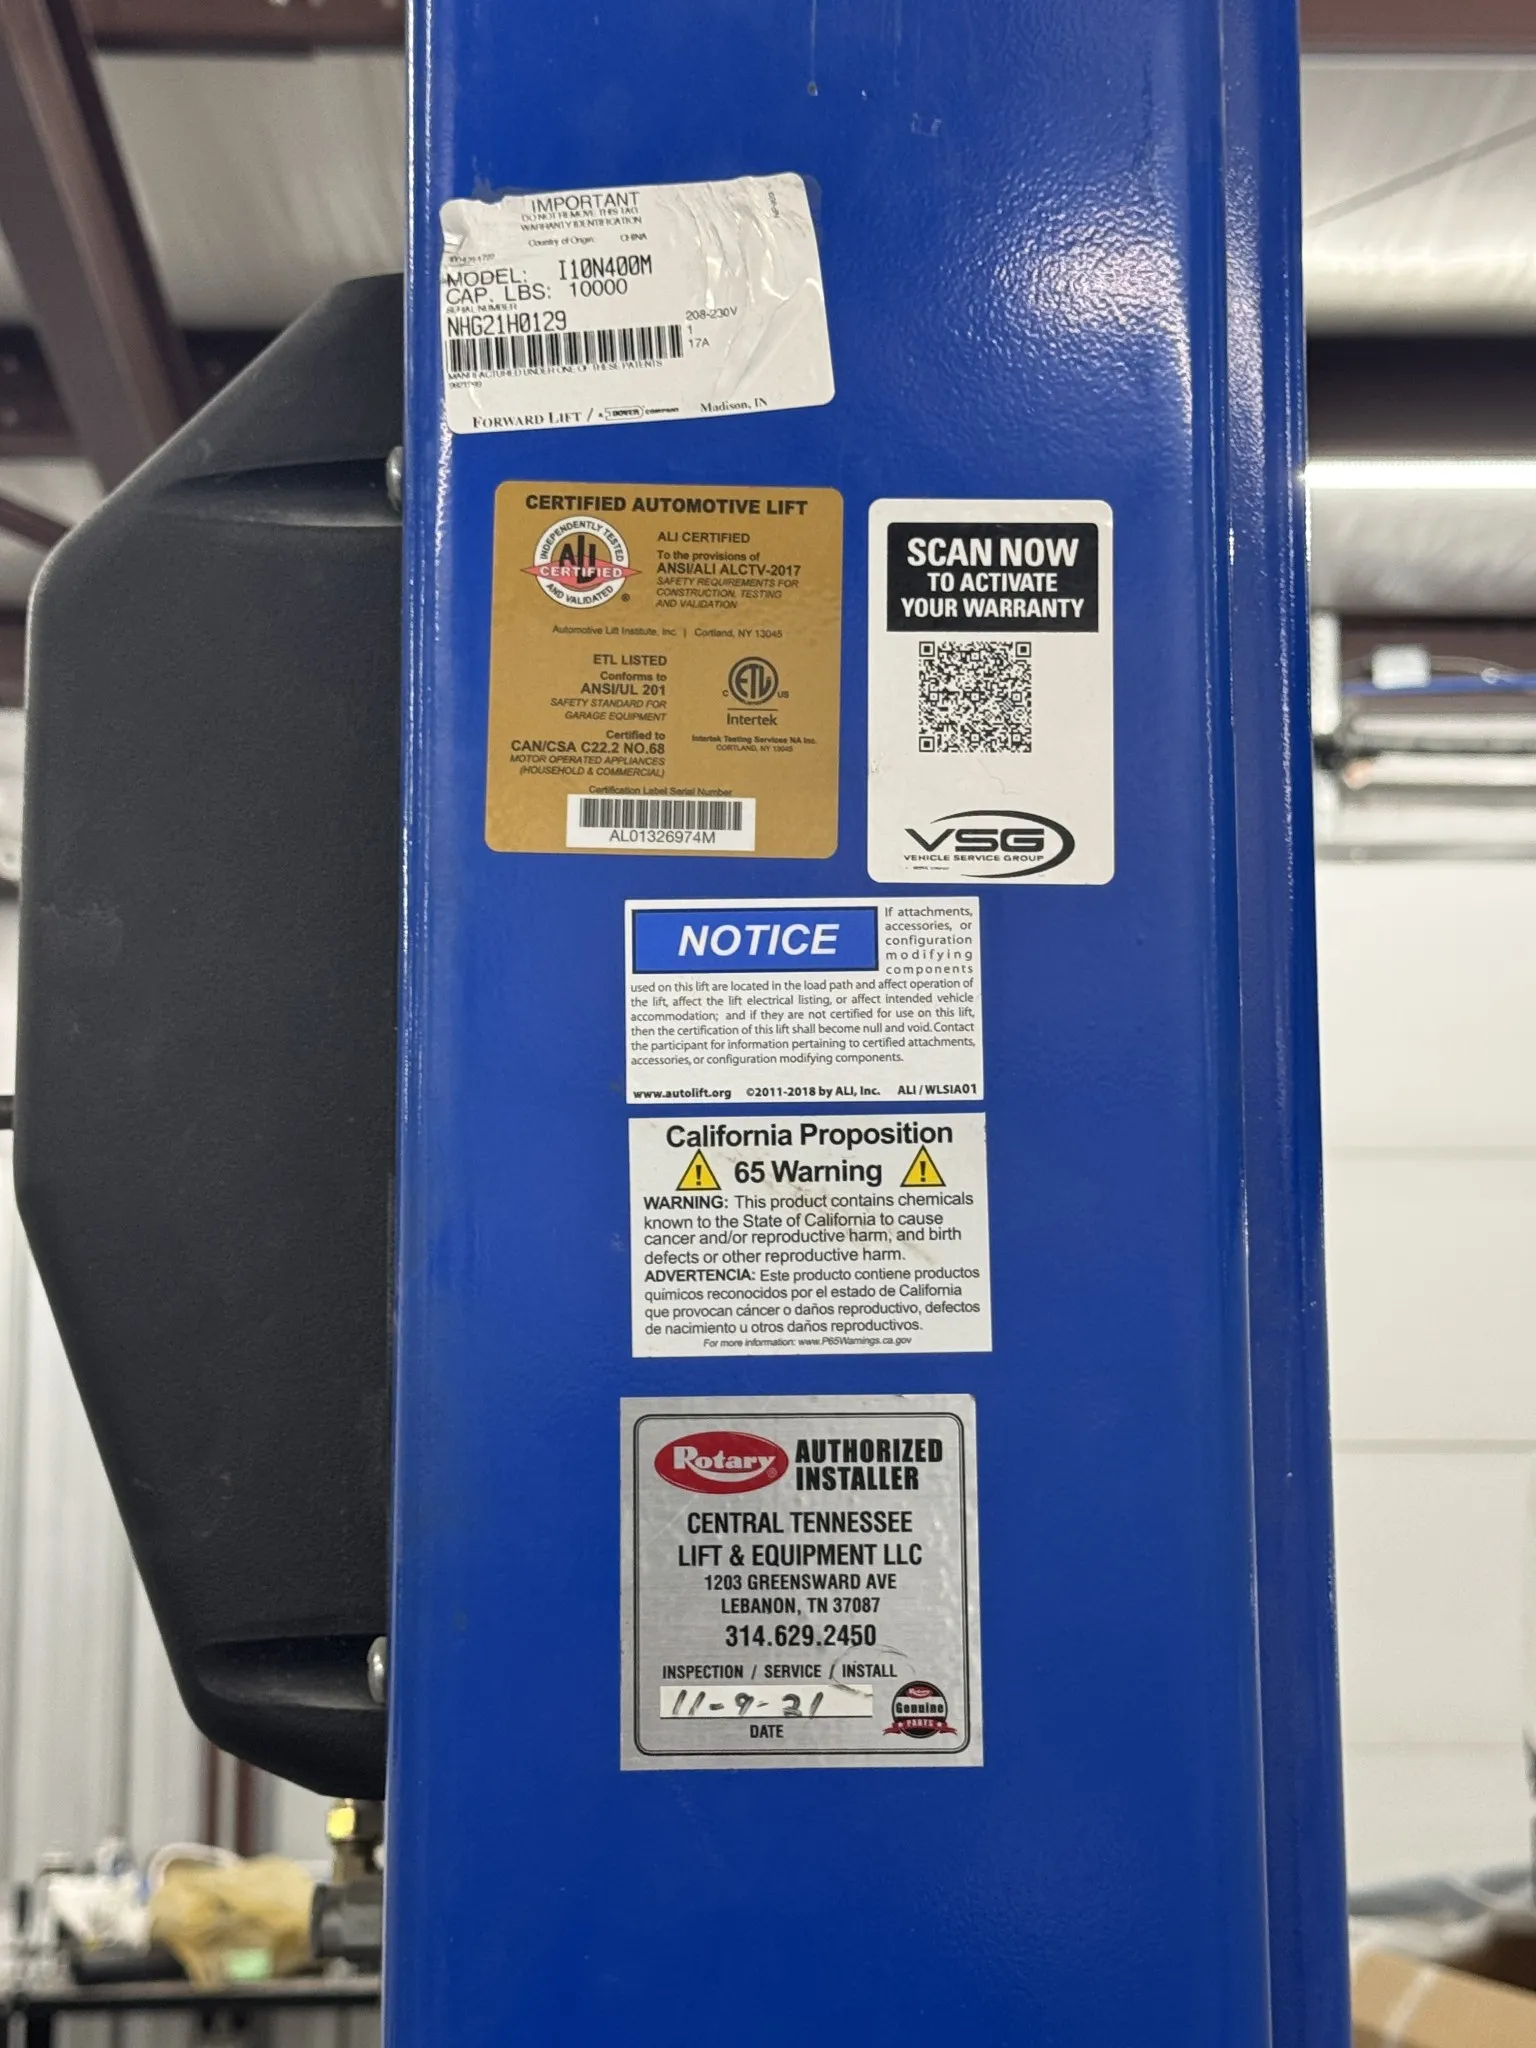 IMPORTANT
DO NOT REMOVE THIS TAG
WARRANTY IDENTIFICATION
Country of Origin: CHINA
MODEL: I10N400M
CAP. LBS: 10000
SERIAL NUMBER
NHG21H0129
208-230V
1
17A
MANUFACTURED UNDER ONE OF THESE PATENTS
FORWARD LIFT / A DOVER COMPANY Madison, IN
CERTIFIED AUTOMOTIVE LIFT
INDEPENDENTLY TESTED
ALI
CERTIFIED
AND VALIDATED
®
ALI CERTIFIED
To the provisions of
ANSI/ALI ALCTV-2017
SAFETY REQUIREMENTS FOR
CONSTRUCTION, TESTING
AND VALIDATION
Automotive Lift Institute, Inc. | Cortland, NY 13045
ETL LISTED
Conforms to
ANSI/UL 201
SAFETY STANDARD FOR
GARAGE EQUIPMENT
Certified to
CAN/CSA C22.2 NO.68
MOTOR OPERATED APPLIANCES
(HOUSEHOLD & COMMERCIAL)
C ETL US
Intertek
Intertek Testing Services NA Inc.
CORTLAND, NY 13045
Certification Label Serial Number
AL01326974M
SCAN NOW
TO ACTIVATE
YOUR WARRANTY
VSG
VEHICLE SERVICE GROUP
NOTICE
If attachments,
accessories, or
configuration
modifying
components
used on this lift are located in the load path and affect operation of
the lift, affect the lift electrical listing, or affect intended vehicle
accommodation; and if they are not certified for use on this lift,
then the certification of this lift shall become null and void. Contact
the participant for information pertaining to certified attachments,
accessories, or configuration modifying components.
www.autolift.org ©2011-2018 by ALI, Inc. ALI / WLSIA01
California Proposition
65 Warning
WARNING: This product contains chemicals
known to the State of California to cause
cancer and/or reproductive harm, and birth
defects or other reproductive harm.
ADVERTENCIA: Este producto contiene productos
químicos reconocidos por el estado de California
que provocan cáncer o daños reproductivo, defectos
de nacimiento u otros daños reproductivos.
For more information: www.P65Warnings.ca.gov
Rotary® AUTHORIZED
INSTALLER
CENTRAL TENNESSEE
LIFT & EQUIPMENT LLC
1203 GREENSWARD AVE
LEBANON, TN 37087
314.629.2450
INSPECTION / SERVICE / INSTALL
11-9-21
DATE
Rotary
Genuine
PARTS